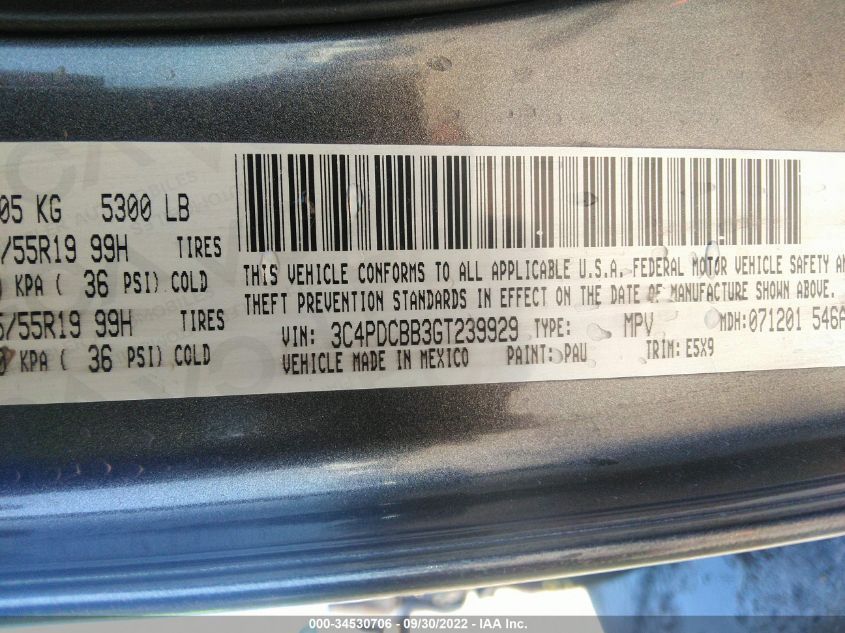 05 KG 5300 LB
/55R19 99H TIRES
KPA ( 36 PSI) COLD
5/55R19 99H TIRES
0 KPA ( 36 PSI) COLD
THIS VEHICLE CONFORMS TO ALL APPLICABLE U.S.A. FEDERAL MOTOR VEHICLE SAFETY AN
THEFT PREVENTION STANDARDS IN EFFECT ON THE DATE OF MANUFACTURE SHOWN ABOVE.
VIN: 3C4PDCBB3GT239929 TYPE: MPV MDH: 071201 546A
VEHICLE MADE IN MEXICO PAINT: PAU TRIM: E5X9
000-34530706 - 09/30/2022 - IAA Inc.